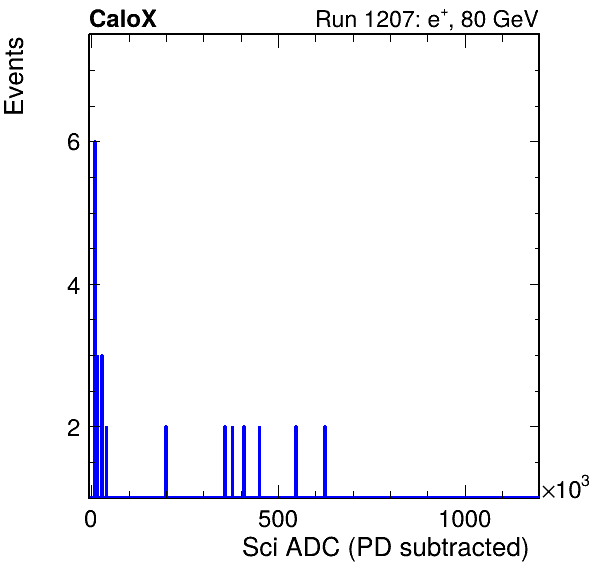 CaloX Run 1207: e⁺, 80 GeV
Events
6
4
2
0 500 1000 ×10³
Sci ADC (PD subtracted)